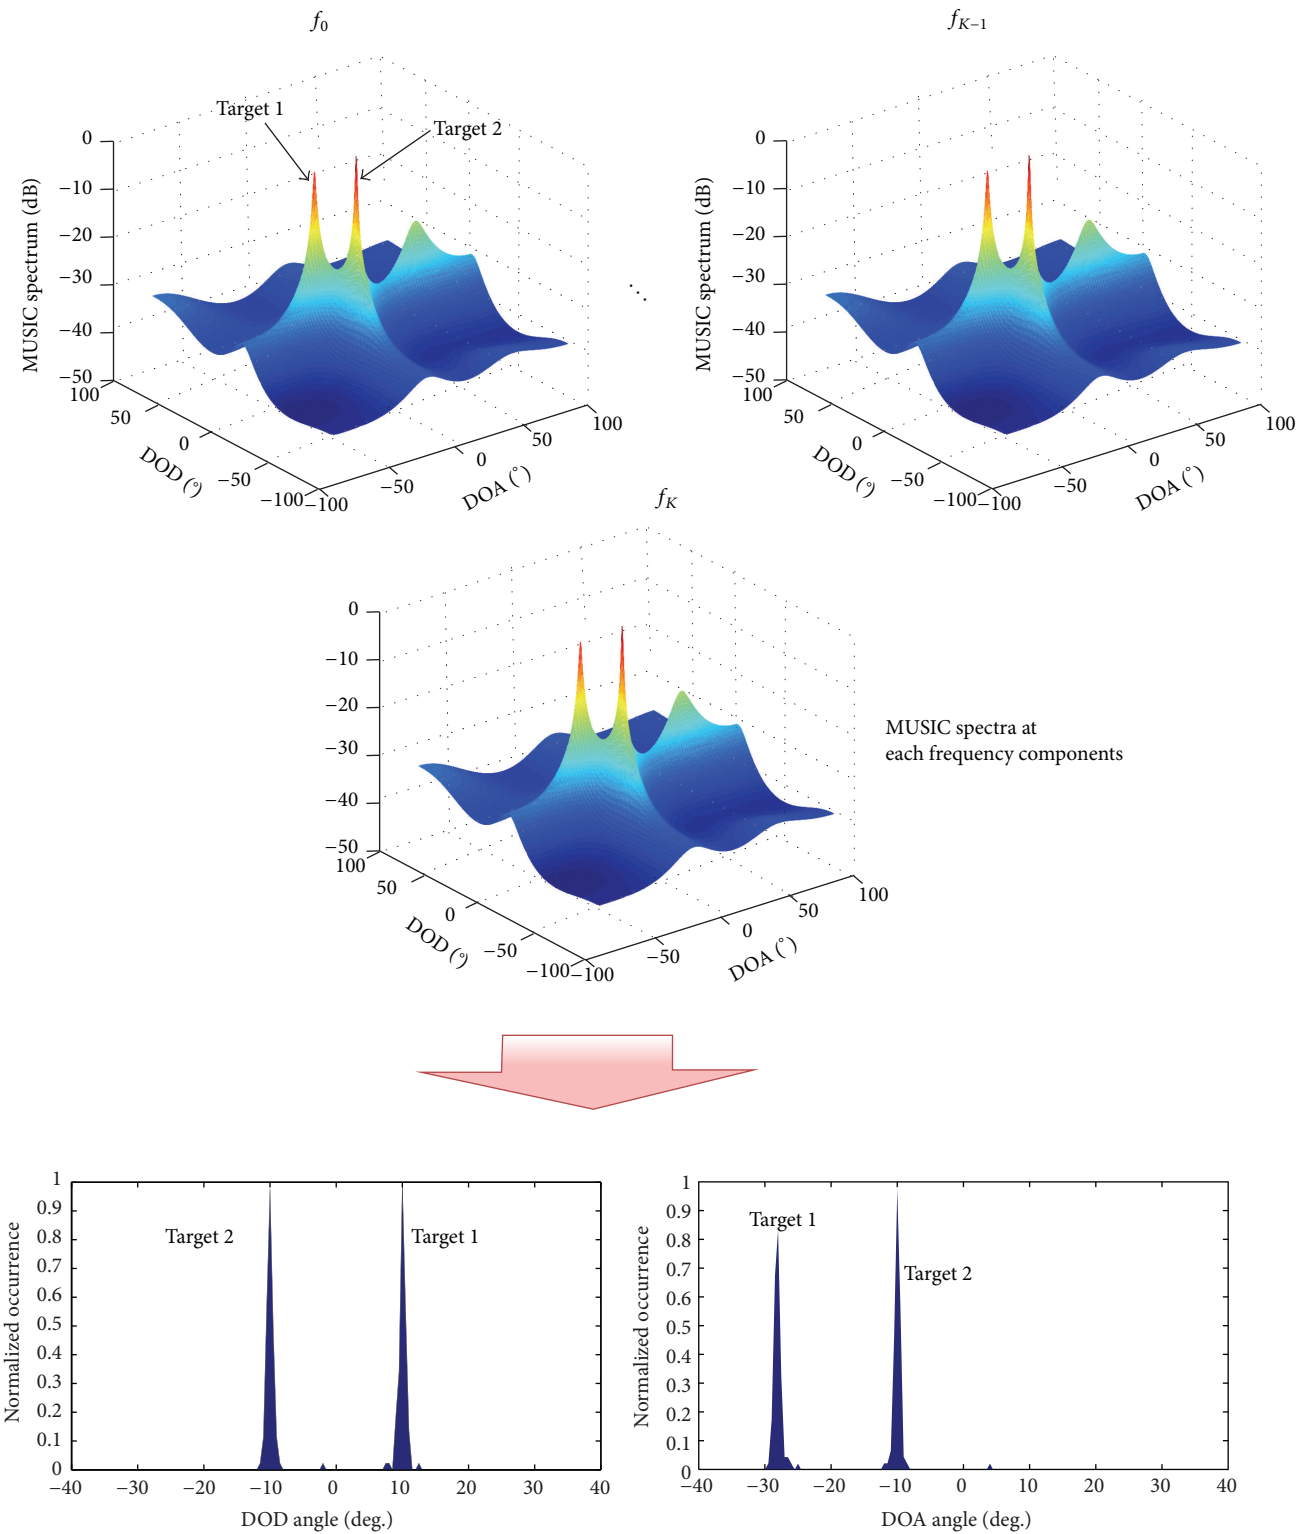 f0
fK−1
Target 1
Target 2
0
−10
−20
−30
−40
−50
MUSIC spectrum (dB)
100
50
0
−50
−100
DOD (°)
−100
−50
0
50
100
DOA (°)
⋱
0
−10
−20
−30
−40
−50
MUSIC spectrum (dB)
100
50
0
−50
−100
DOD (°)
−100
−50
0
50
100
DOA (°)
fK
0
−10
−20
−30
−40
−50
100
50
0
−50
−100
DOD (°)
−100
−50
0
50
100
DOA (°)
MUSIC spectra at
each frequency components
1
0.9
0.8
0.7
0.6
0.5
0.4
0.3
0.2
0.1
0
Normalized occurrence
Target 2
Target 1
−40 −30 −20 −10 0 10 20 30 40
DOD angle (deg.)
1
0.9
0.8
0.7
0.6
0.5
0.4
0.3
0.2
0.1
0
Normalized occurrence
Target 1
Target 2
−40 −30 −20 −10 0 10 20 30 40
DOA angle (deg.)